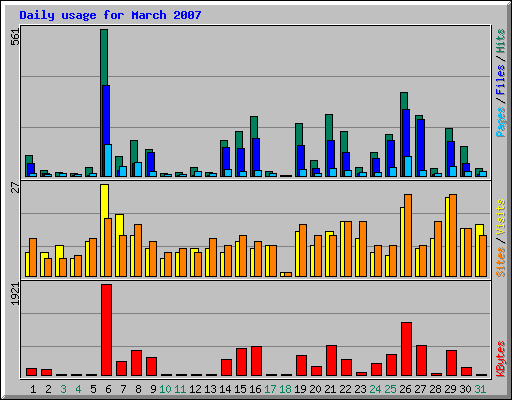 Daily usage for March 2007
561
Pages / Files / Hits
27
Sites / Visits
1921
KBytes
1 2 3 4 5 6 7 8 9 10 11 12 13 14 15 16 17 18 19 20 21 22 23 24 25 26 27 28 29 30 31